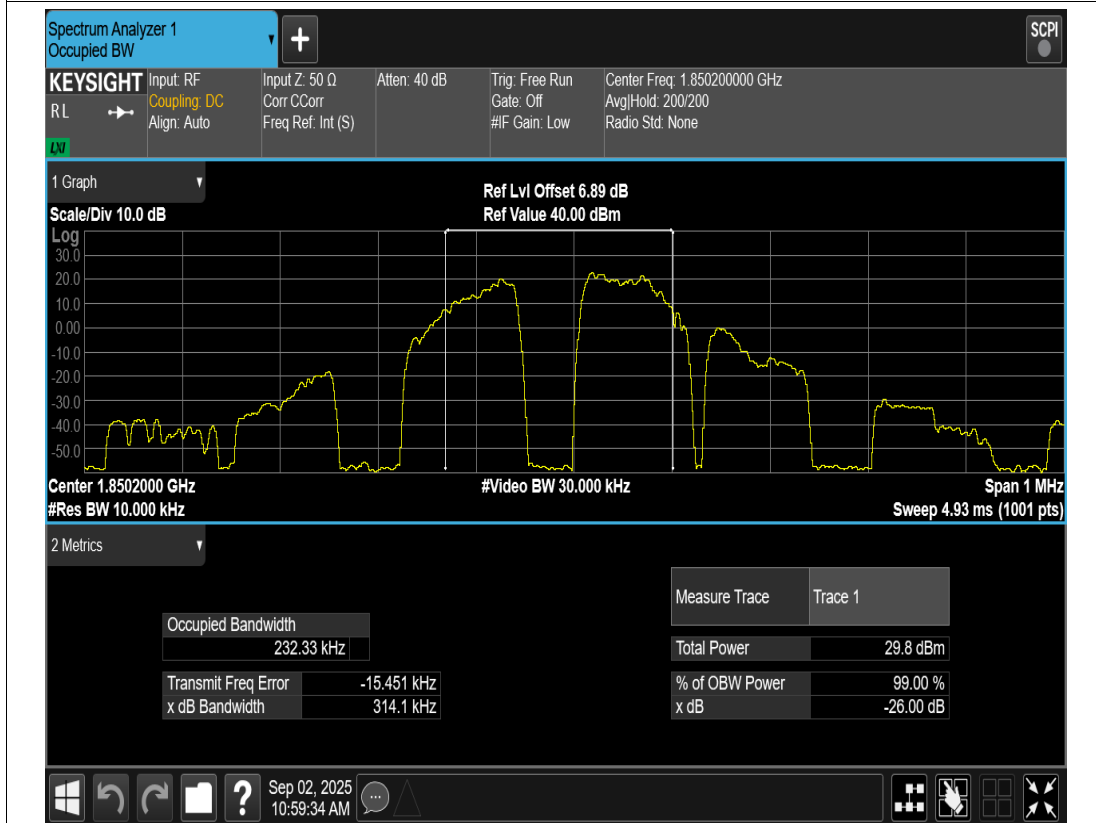 Spectrum Analyzer 1
Occupied BW
+
SCPI
KEYSIGHT
RL
LXI
Input: RF
Coupling: DC
Align: Auto
Input Z: 50 Ω
Corr CCorr
Freq Ref: Int (S)
Atten: 40 dB
Trig: Free Run
Gate: Off
#IF Gain: Low
Center Freq: 1.850200000 GHz
Avg|Hold: 200/200
Radio Std: None
1 Graph
Scale/Div 10.0 dB
Ref Lvl Offset 6.89 dB
Ref Value 40.00 dBm
Log
30.0
20.0
10.0
0.00
-10.0
-20.0
-30.0
-40.0
-50.0
Center 1.8502000 GHz
#Video BW 30.000 kHz
Span 1 MHz
#Res BW 10.000 kHz
Sweep 4.93 ms (1001 pts)
2 Metrics
Measure Trace Trace 1
Occupied Bandwidth
232.33 kHz
Total Power 29.8 dBm
Transmit Freq Error -15.451 kHz
% of OBW Power 99.00 %
x dB Bandwidth 314.1 kHz
x dB -26.00 dB
?
Sep 02, 2025
10:59:34 AM